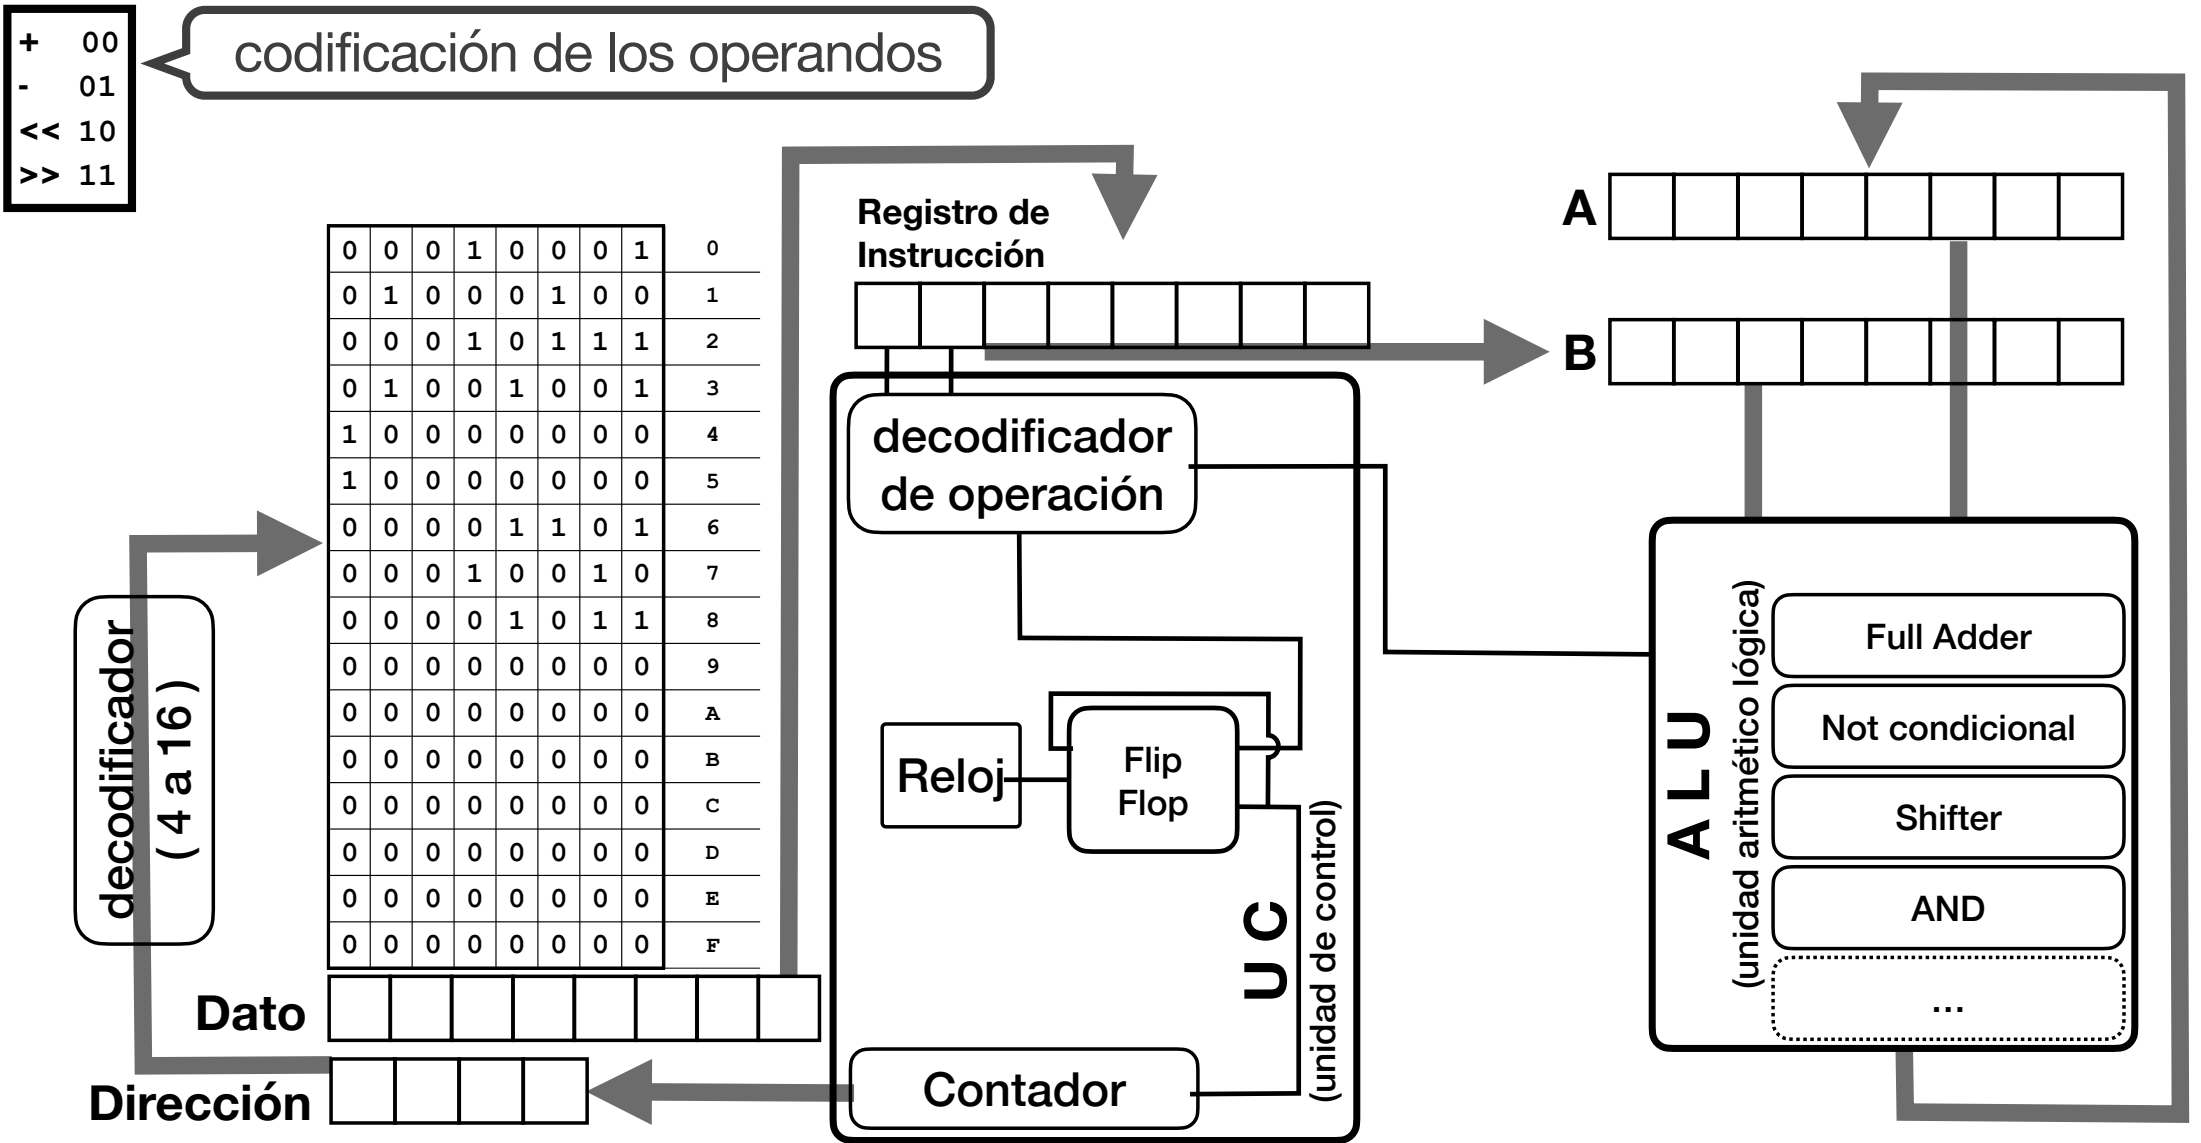 + 00
- 01
<< 10
>> 11
codificación de los operandos
0 0 0 1 0 0 0 1 0
0 1 0 0 0 1 0 0 1
0 0 0 1 0 1 1 1 2
0 1 0 0 1 0 0 1 3
1 0 0 0 0 0 0 0 4
1 0 0 0 0 0 0 0 5
0 0 0 0 1 1 0 1 6
0 0 0 1 0 0 1 0 7
0 0 0 0 1 0 1 1 8
0 0 0 0 0 0 0 0 9
0 0 0 0 0 0 0 0 A
0 0 0 0 0 0 0 0 B
0 0 0 0 0 0 0 0 C
0 0 0 0 0 0 0 0 D
0 0 0 0 0 0 0 0 E
0 0 0 0 0 0 0 0 F
decodificador
( 4 a 16 )
Dato
Dirección
Registro de
Instrucción
decodificador
de operación
Reloj
Flip
Flop
U C
(unidad de control)
Contador
A
B
A L U
(unidad aritmético lógica)
Full Adder
Not condicional
Shifter
AND
...